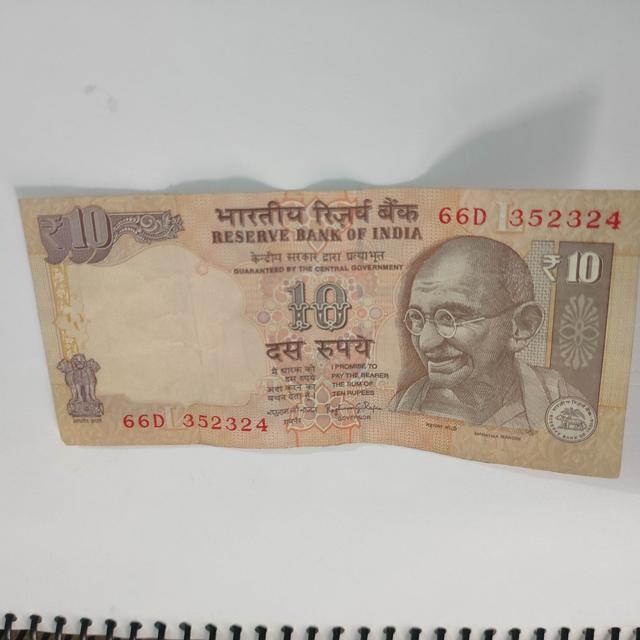 ₹10
भारतीय रिज़र्व बैंक
RESERVE BANK OF INDIA
66D 352324
केन्द्रीय सरकार द्वारा प्रत्याभूत
GUARANTEED BY THE CENTRAL GOVERNMENT
10
दस रुपये
₹ 10
I PROMISE TO
PAY THE BEARER
THE SUM OF
TEN RUPEES
66D 352324